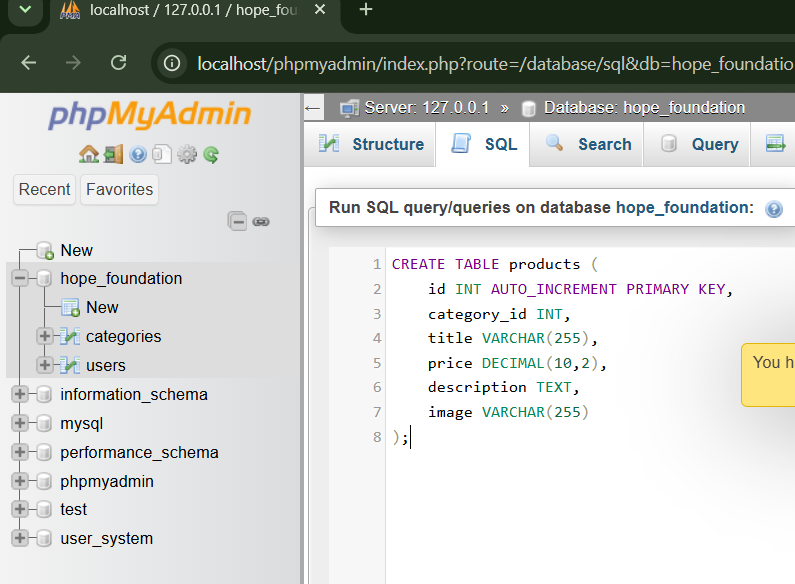 localhost / 127.0.0.1 / hope_fou
localhost/phpmyadmin/index.php?route=/database/sql&db=hope_foundatio
phpMyAdmin
Recent
Favorites
New
hope_foundation
New
categories
users
information_schema
mysql
performance_schema
phpmyadmin
test
user_system
Server: 127.0.0.1 » Database: hope_foundation
Structure
SQL
Search
Query
Run SQL query/queries on database hope_foundation:
1 CREATE TABLE products (
2 id INT AUTO_INCREMENT PRIMARY KEY,
3 category_id INT,
4 title VARCHAR(255),
5 price DECIMAL(10,2),
6 description TEXT,
7 image VARCHAR(255)
8 );
You h